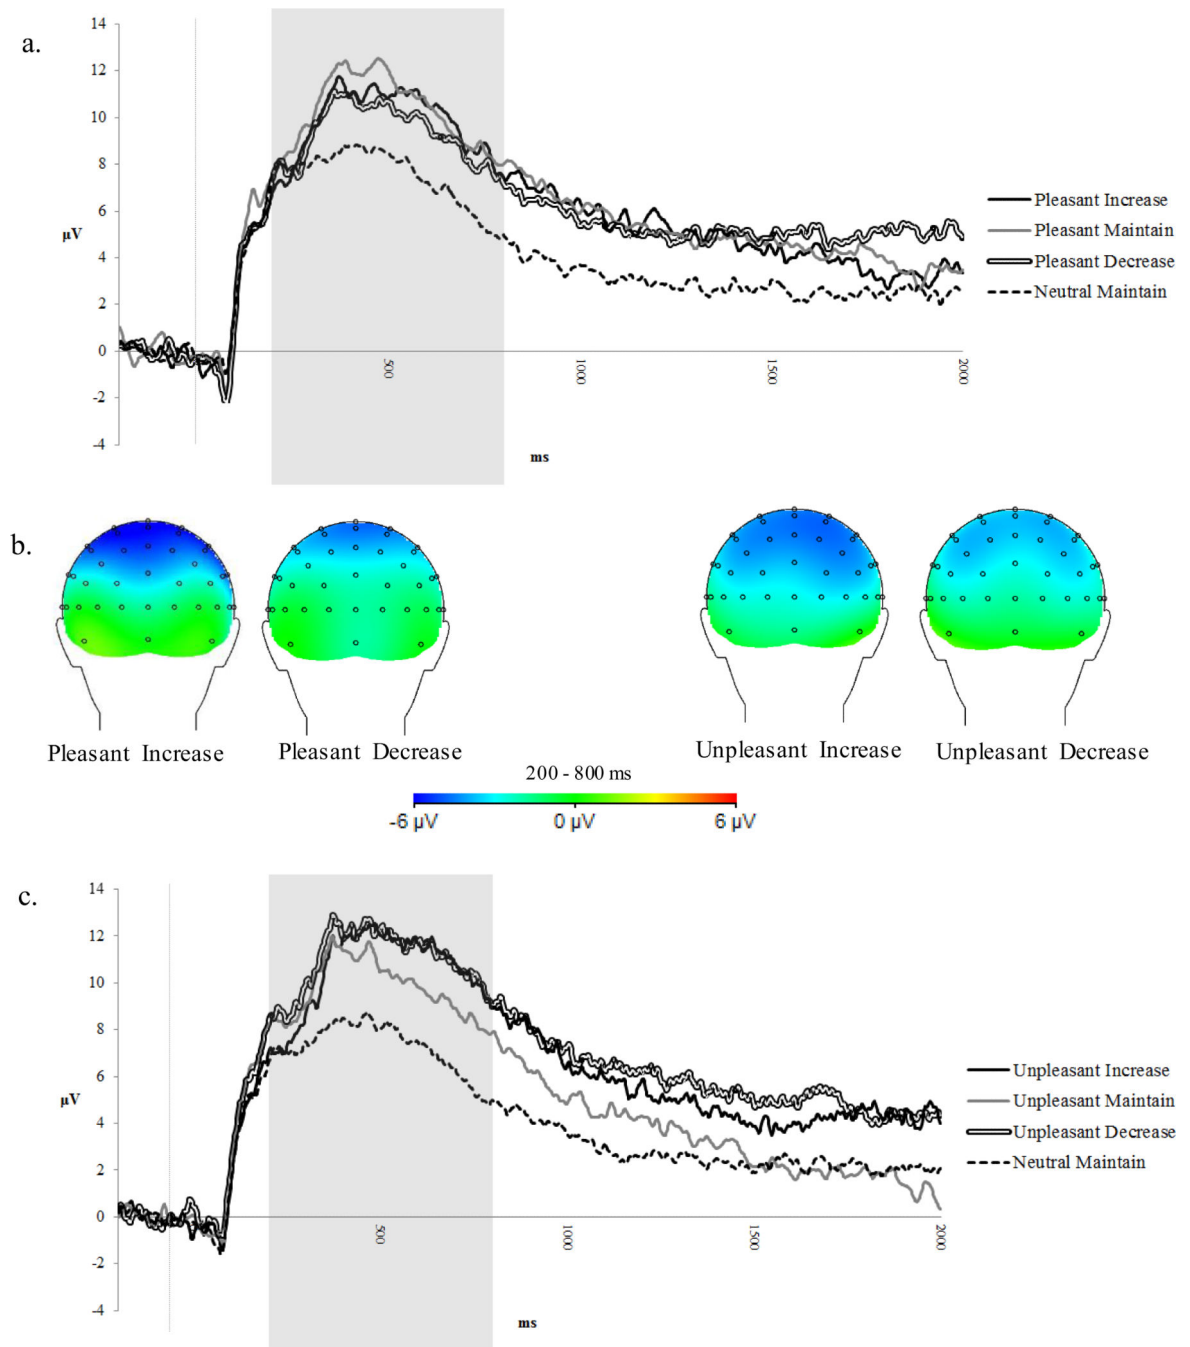 a.
14
12
10
8
6
4
2
0
-2
-4
µV
500
1000
1500
2000
ms
Pleasant Increase
Pleasant Maintain
Pleasant Decrease
Neutral Maintain
b.
Pleasant Increase
Pleasant Decrease
Unpleasant Increase
Unpleasant Decrease
200 - 800 ms
-6 µV
0 µV
6 µV
c.
14
12
10
8
6
4
2
0
-2
-4
µV
500
1000
1500
2000
ms
Unpleasant Increase
Unpleasant Maintain
Unpleasant Decrease
Neutral Maintain